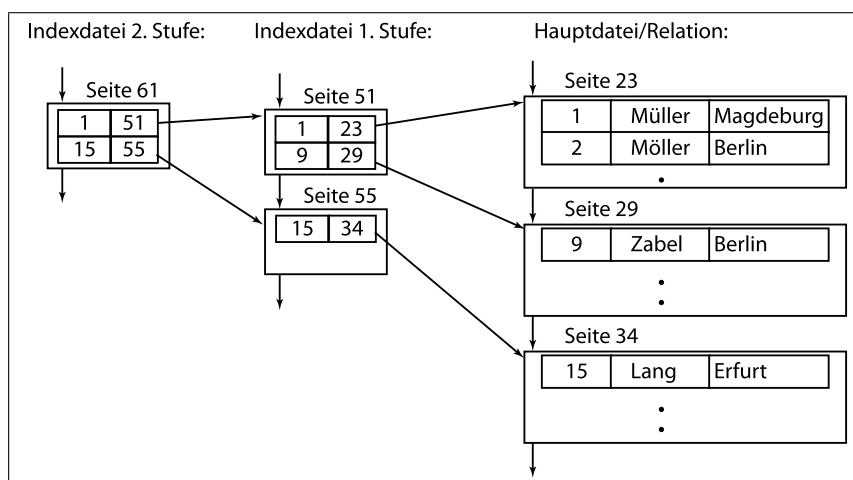 Indexdatei 2. Stufe:
Indexdatei 1. Stufe:
Hauptdatei/Relation:
Seite 61
1 51
15 55
Seite 51
1 23
9 29
Seite 55
15 34
Seite 23
1 Müller Magdeburg
2 Möller Berlin
Seite 29
9 Zabel Berlin
Seite 34
15 Lang Erfurt